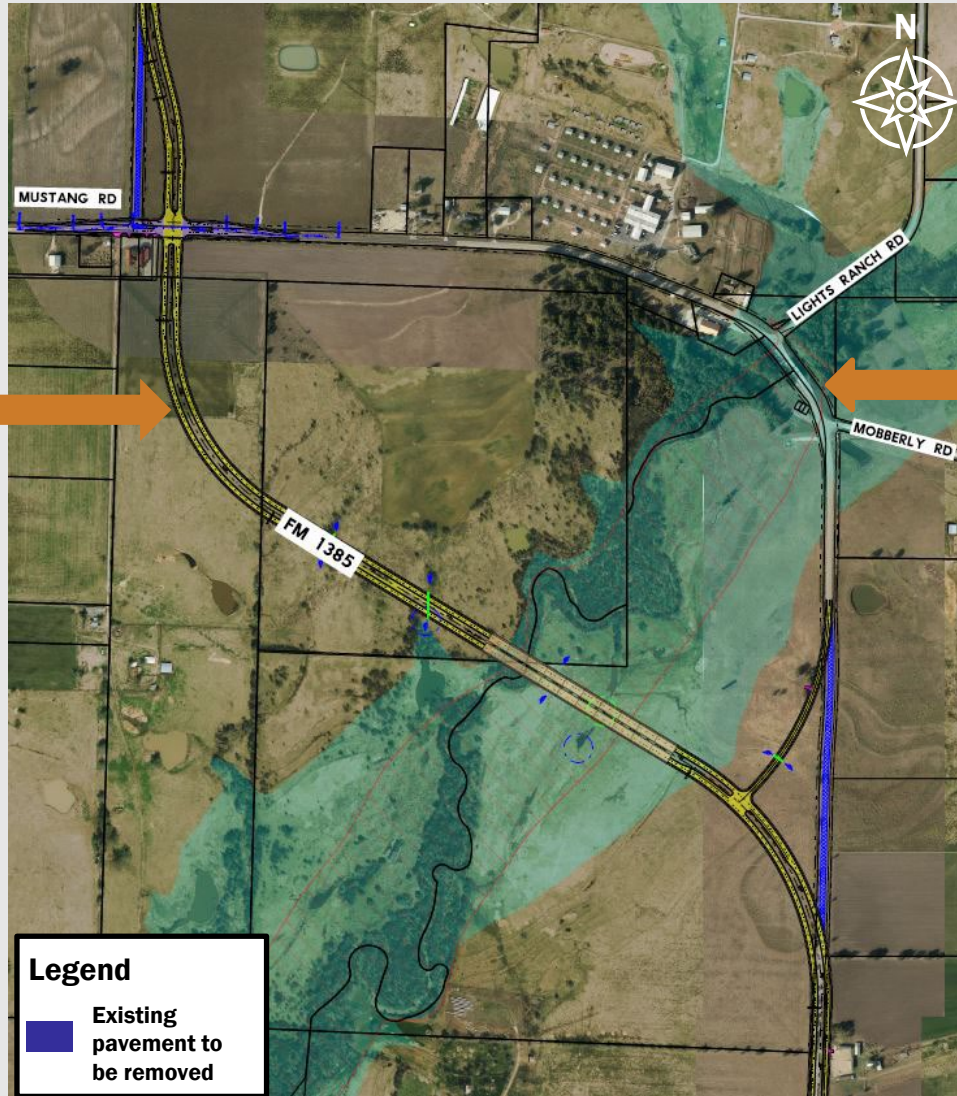 N
MUSTANG RD
LIGHTS RANCH RD
MOBBERLY RD
FM 1385
Legend
Existing
pavement to
be removed